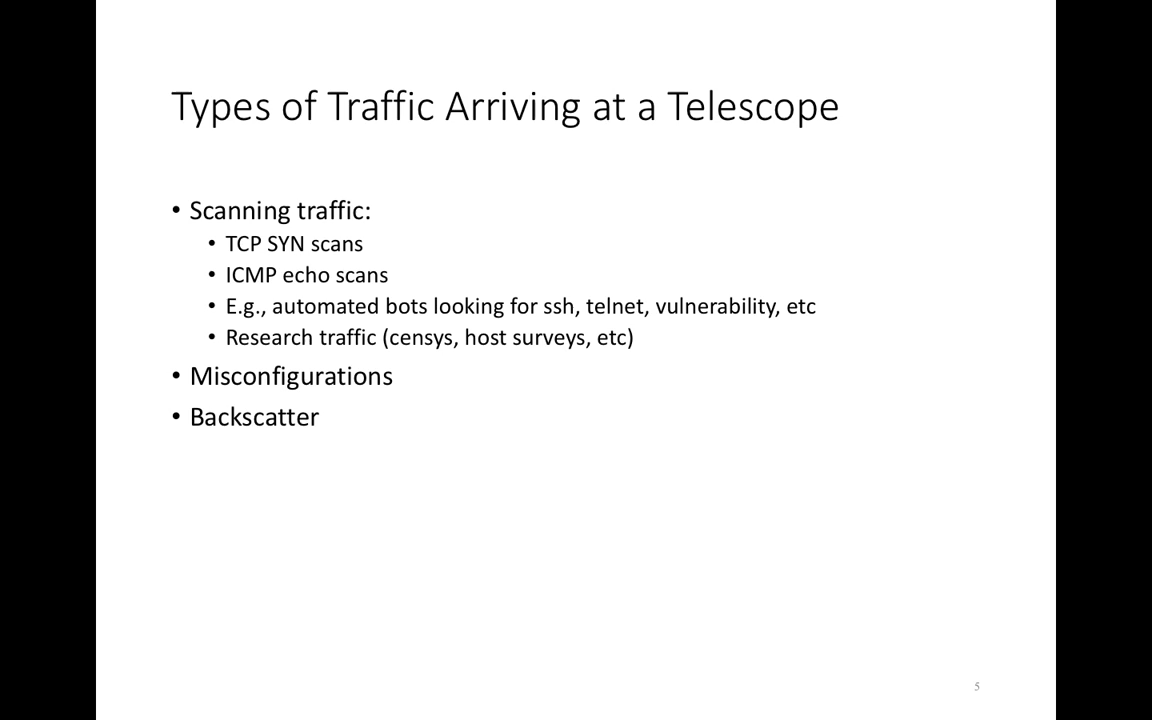 Types of Traffic Arriving at a Telescope
• Scanning traffic:
• TCP SYN scans
• ICMP echo scans
• E.g., automated bots looking for ssh, telnet, vulnerability, etc
• Research traffic (censys, host surveys, etc)
• Misconfigurations
• Backscatter
5